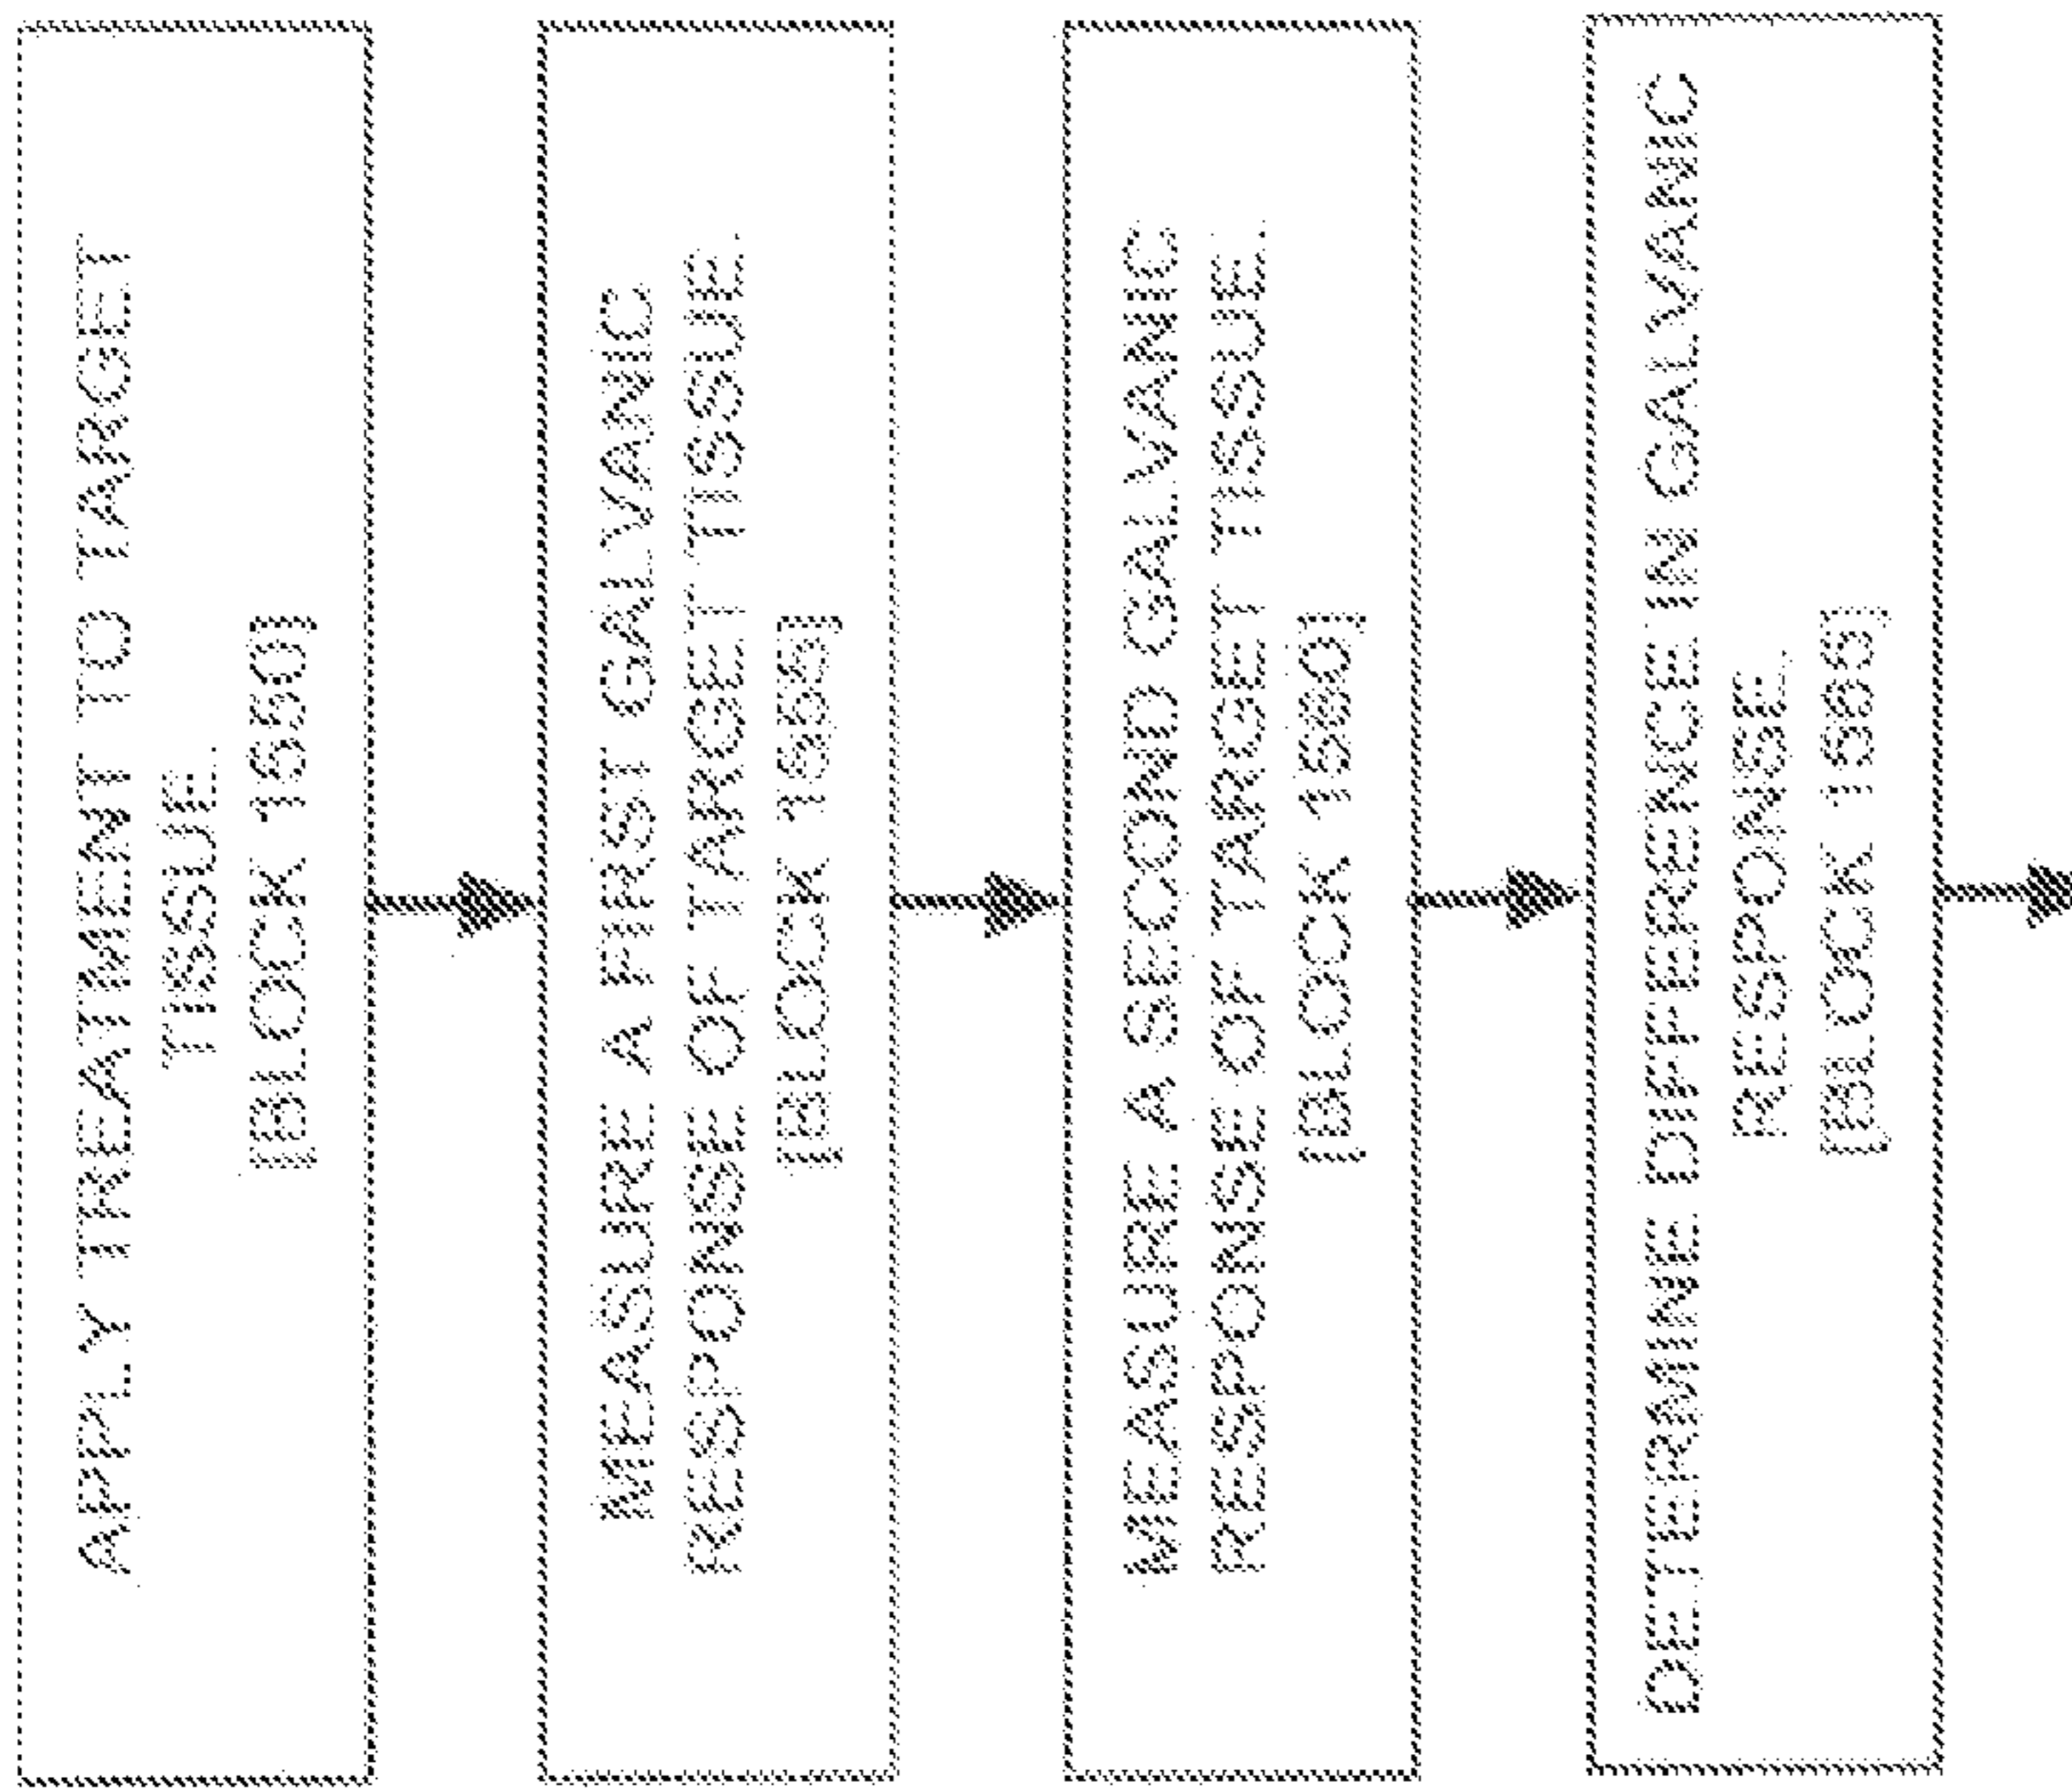 APPLY TREATMENT TO TARGET
TISSUE.
[BLOCK 1550]
MEASURE A FIRST GALVANIC
RESPONSE OF TARGET TISSUE.
[BLOCK 1555]
MEASURE A SECOND GALVANIC
RESPONSE OF TARGET TISSUE.
[BLOCK 1560]
DETERMINE DIFFERENCE IN GALVANIC
RESPONSE.
[BLOCK 1565]